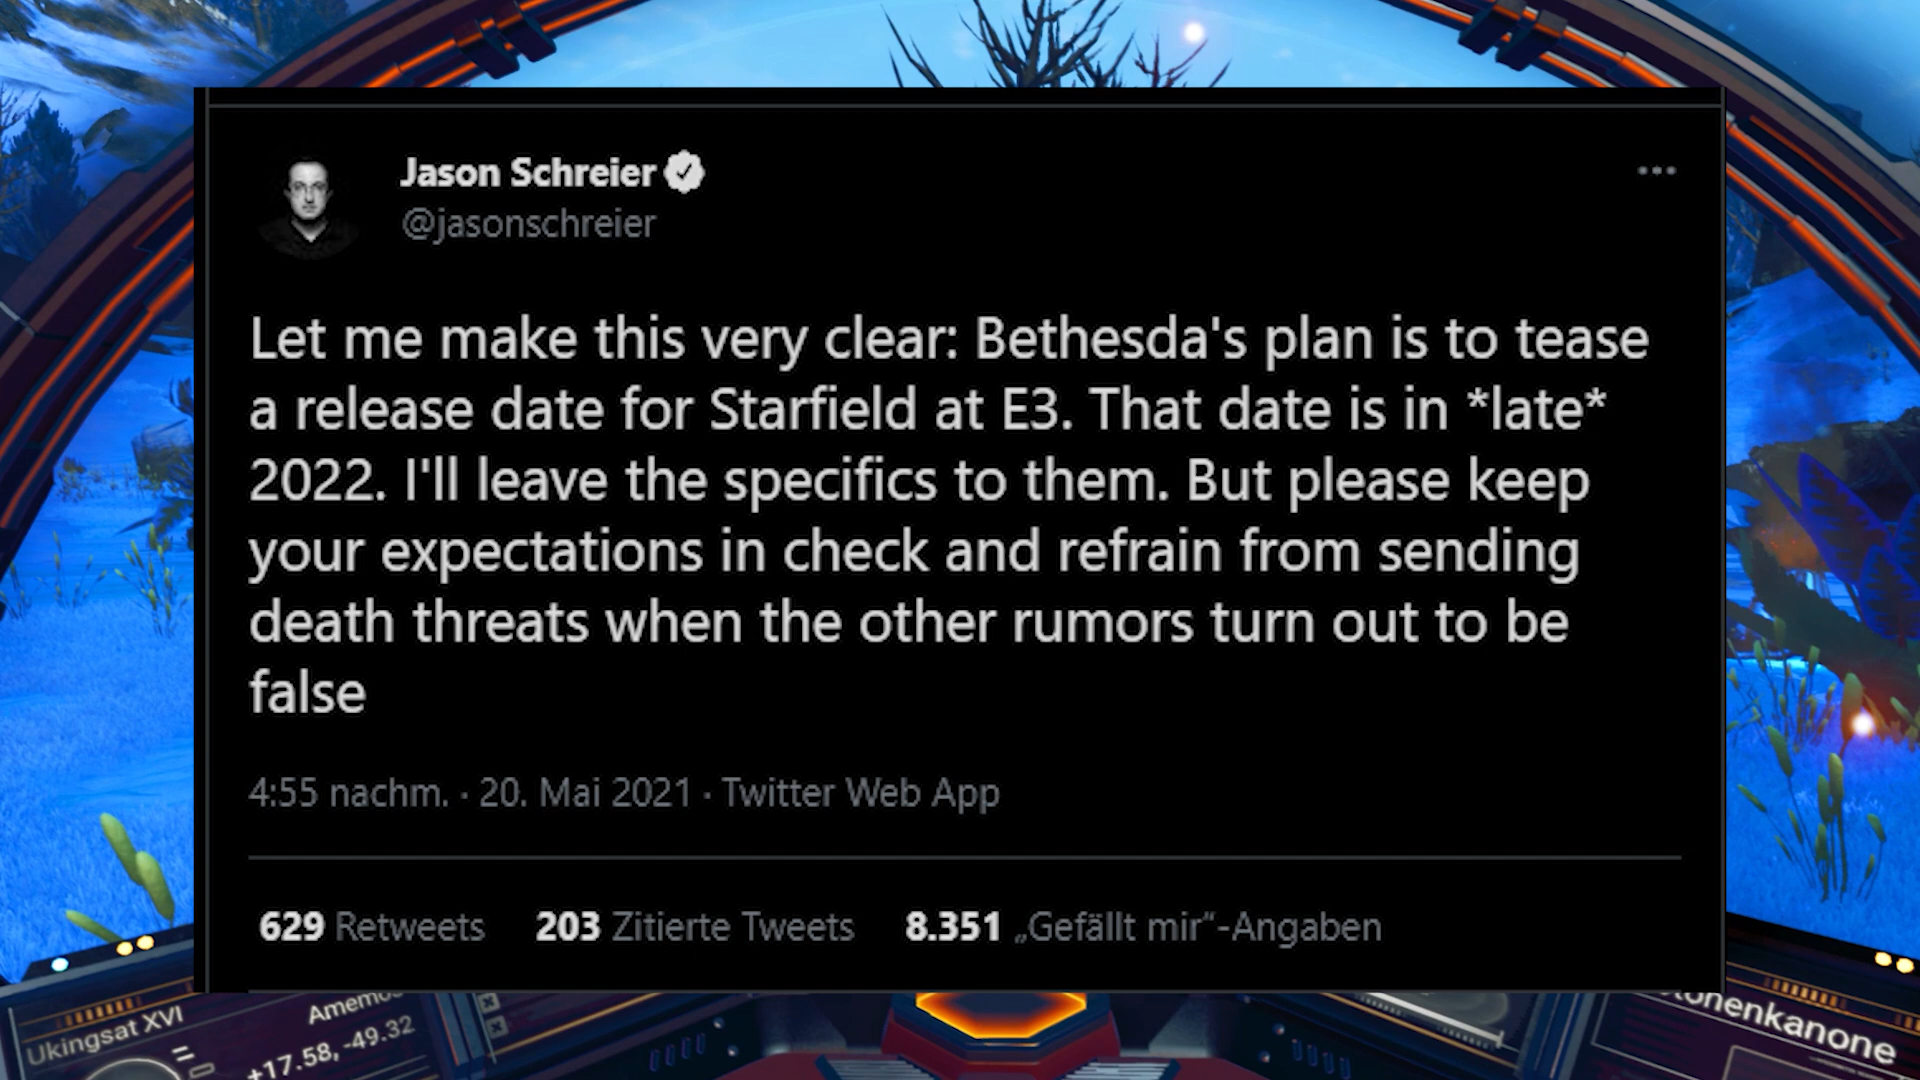 Jason Schreier
@jasonschreier
Let me make this very clear: Bethesda's plan is to tease
a release date for Starfield at E3. That date is in *late*
2022. I'll leave the specifics to them. But please keep
your expectations in check and refrain from sending
death threats when the other rumors turn out to be
false
4:55 nachm. · 20. Mai 2021 · Twitter Web App
629 Retweets 203 Zitierte Tweets 8.351 „Gefällt mir“-Angaben
Ukingsat XVI
+17.58, -49.32